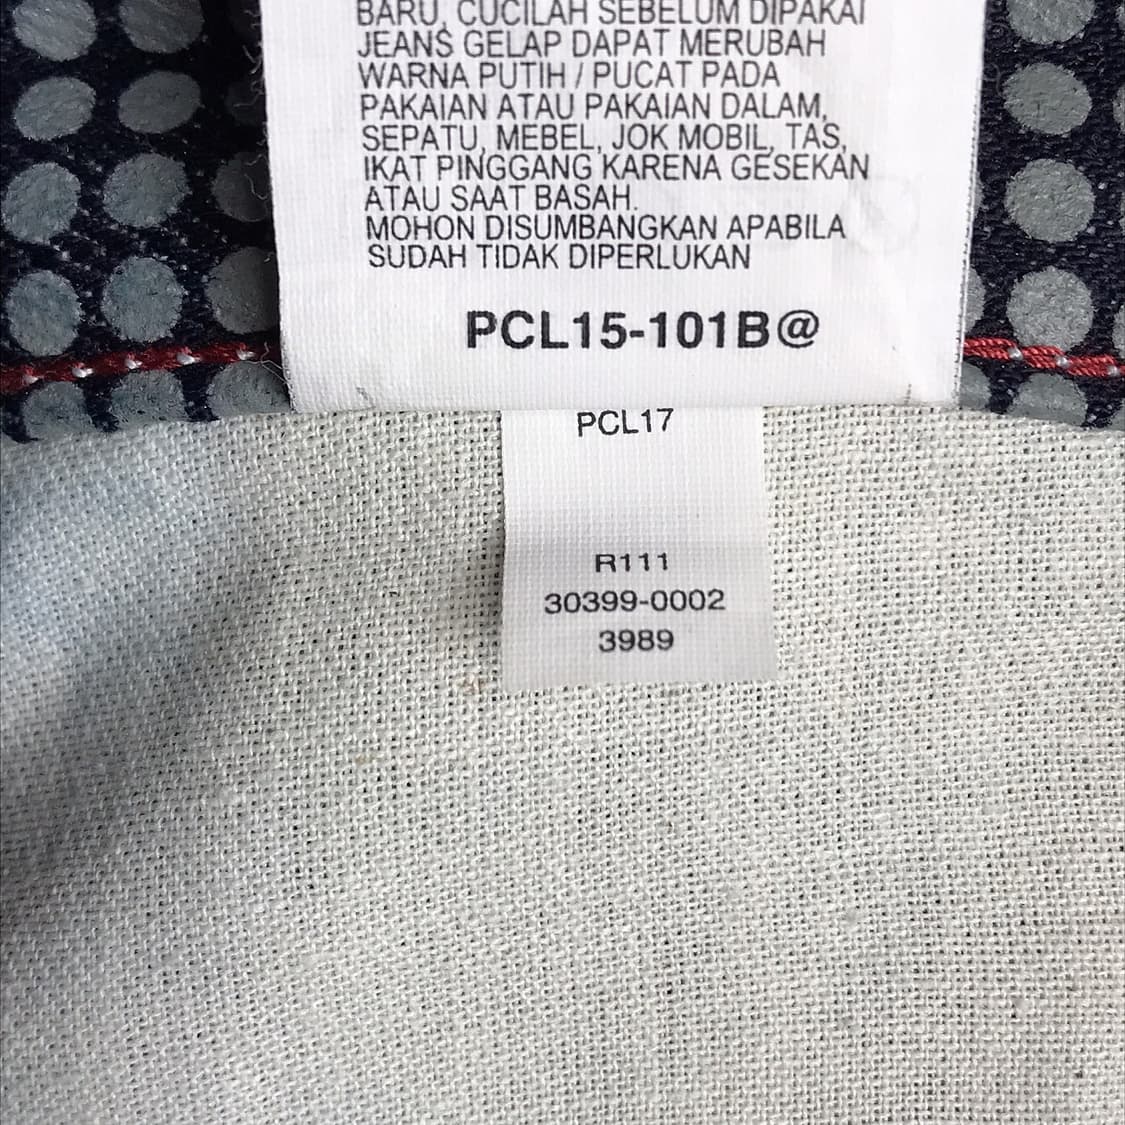 BARU, CUCILAH SEBELUM DIPAKAI
JEANS GELAP DAPAT MERUBAH
WARNA PUTIH / PUCAT PADA
PAKAIAN ATAU PAKAIAN DALAM,
SEPATU, MEBEL, JOK MOBIL, TAS,
IKAT PINGGANG KARENA GESEKAN
ATAU SAAT BASAH.
MOHON DISUMBANGKAN APABILA
SUDAH TIDAK DIPERLUKAN
PCL15-101B@
PCL17
R111
30399-0002
3989